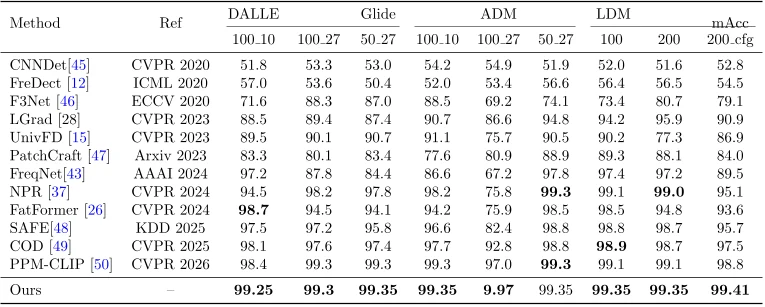 Method Ref DALLE Glide ADM LDM mAcc
100_10 100_27 50_27 100_10 100_27 50_27 100 200 200_cfg
CNNDet[45] CVPR 2020 51.8 53.3 53.0 54.2 54.9 51.9 52.0 51.6 52.8
FreDect [12] ICML 2020 57.0 53.6 50.4 52.0 53.4 56.6 56.4 56.5 54.5
F3Net [46] ECCV 2020 71.6 88.3 87.0 88.5 69.2 74.1 73.4 80.7 79.1
LGrad [28] CVPR 2023 88.5 89.4 87.4 90.7 86.6 94.8 94.2 95.9 90.9
UnivFD [15] CVPR 2023 89.5 90.1 90.7 91.1 75.7 90.5 90.2 77.3 86.9
PatchCraft [47] Arxiv 2023 83.3 80.1 83.4 77.6 80.9 88.9 89.3 88.1 84.0
FreqNet[43] AAAI 2024 97.2 87.8 84.4 86.6 67.2 97.8 97.4 97.2 89.5
NPR [37] CVPR 2024 94.5 98.2 97.8 98.2 75.8 99.3 99.1 99.0 95.1
FatFormer [26] CVPR 2024 98.7 94.5 94.1 94.2 75.9 98.5 98.5 94.8 93.6
SAFE[48] KDD 2025 97.5 97.2 95.8 96.6 82.4 98.8 98.8 98.7 95.7
COD [49] CVPR 2025 98.1 97.6 97.4 97.7 92.8 98.8 98.9 98.7 97.5
PPM-CLIP [50] CVPR 2026 98.4 99.3 99.3 99.3 97.0 99.3 99.1 99.1 98.8
Ours – 99.25 99.3 99.35 99.35 9.97 99.35 99.35 99.35 99.41